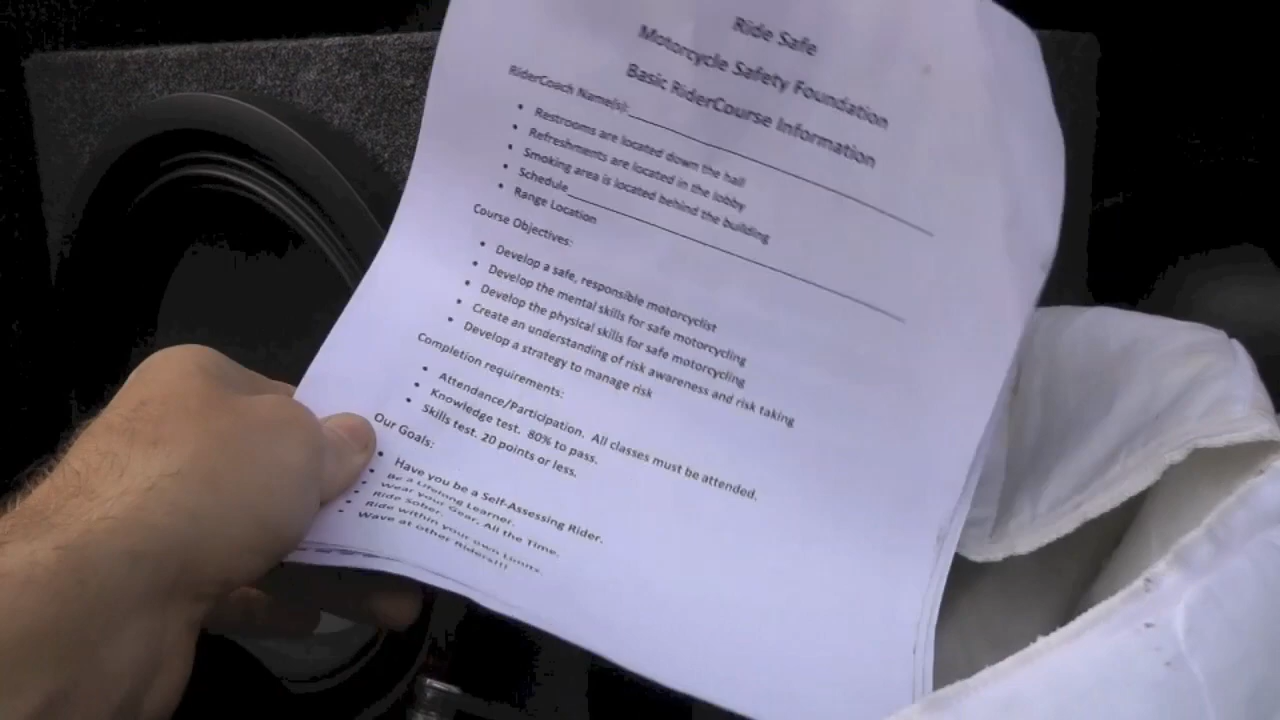 Ride Safe
Motorcycle Safety Foundation
Basic RiderCourse Information
RiderCoach Name(s):
Restrooms are located down the hall
Refreshments are located in the lobby
Smoking area is located behind the building
Schedule
Range Location
Course Objectives:
Develop a safe, responsible motorcyclist
Develop the mental skills for safe motorcycling
Develop the physical skills for safe motorcycling
Create an understanding of risk awareness and risk taking
Develop a strategy to manage risk
Completion requirements:
Attendance/Participation. All classes must be attended.
Knowledge test. 80% to pass.
Skills test. 20 points or less.
Our Goals:
Have you be a Self-Assessing Rider.
Be a Lifelong Learner.
Wear your Gear. All the Time.
Ride Sober.
Ride within your own Limits.
Wave at other Riders!!!